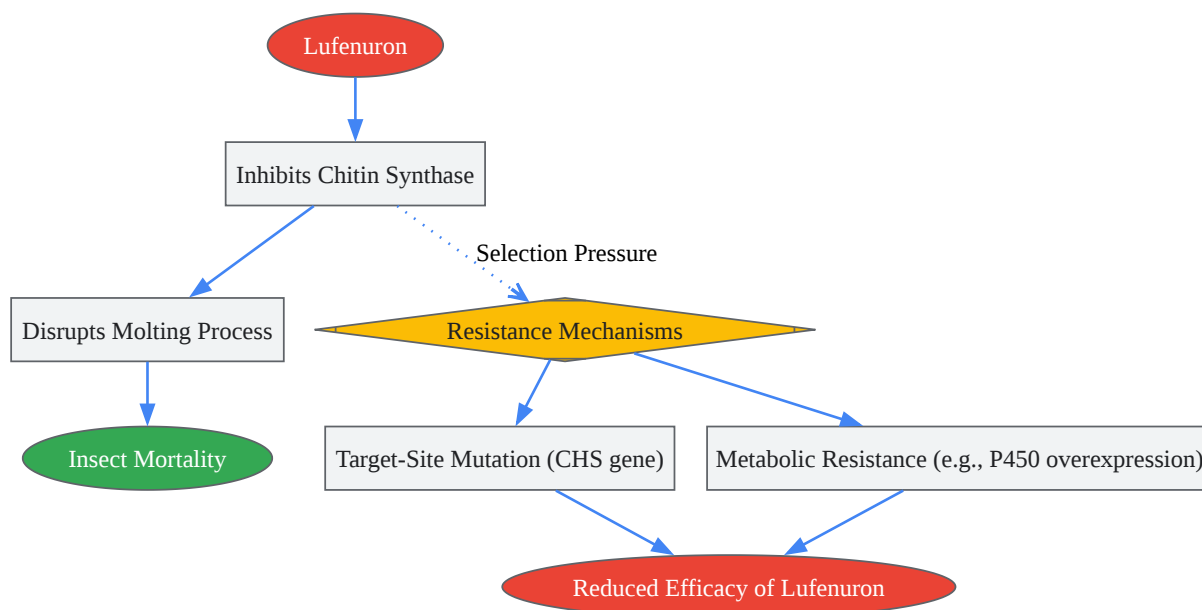 Lufenuron
Inhibits Chitin Synthase
Selection Pressure
Disrupts Molting Process
Resistance Mechanisms
Insect Mortality
Target-Site Mutation (CHS gene)
Metabolic Resistance (e.g., P450 overexpression)
Reduced Efficacy of Lufenuron